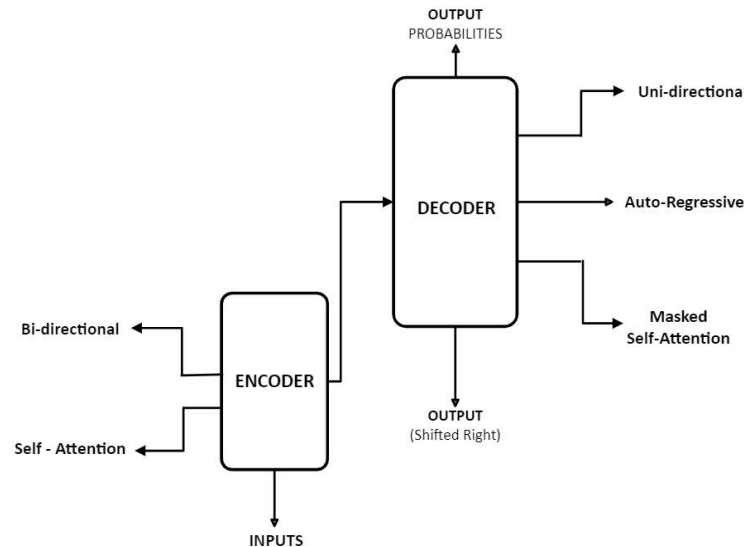 OUTPUT
PROBABILITIES
Uni-directiona
DECODER
Auto-Regressive
Bi-directional
Masked
Self-Attention
ENCODER
OUTPUT
(Shifted Right)
Self - Attention
INPUTS